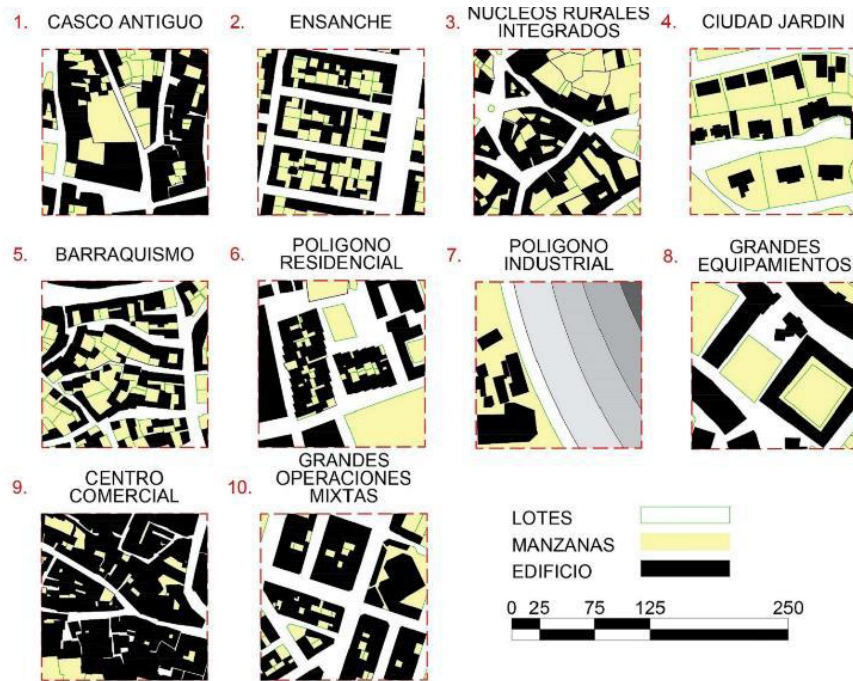 1. CASCO ANTIGUO
2. ENSANCHE
3. NUCLEOS RURALES
INTEGRADOS
4. CIUDAD JARDIN
5. BARRAQUISMO
6. POLIGONO
RESIDENCIAL
7. POLIGONO
INDUSTRIAL
8. GRANDES
EQUIPAMIENTOS
9. CENTRO
COMERCIAL
10. GRANDES
OPERACIONES
MIXTAS
LOTES
MANZANAS
EDIFICIO
0 25 75 125 250